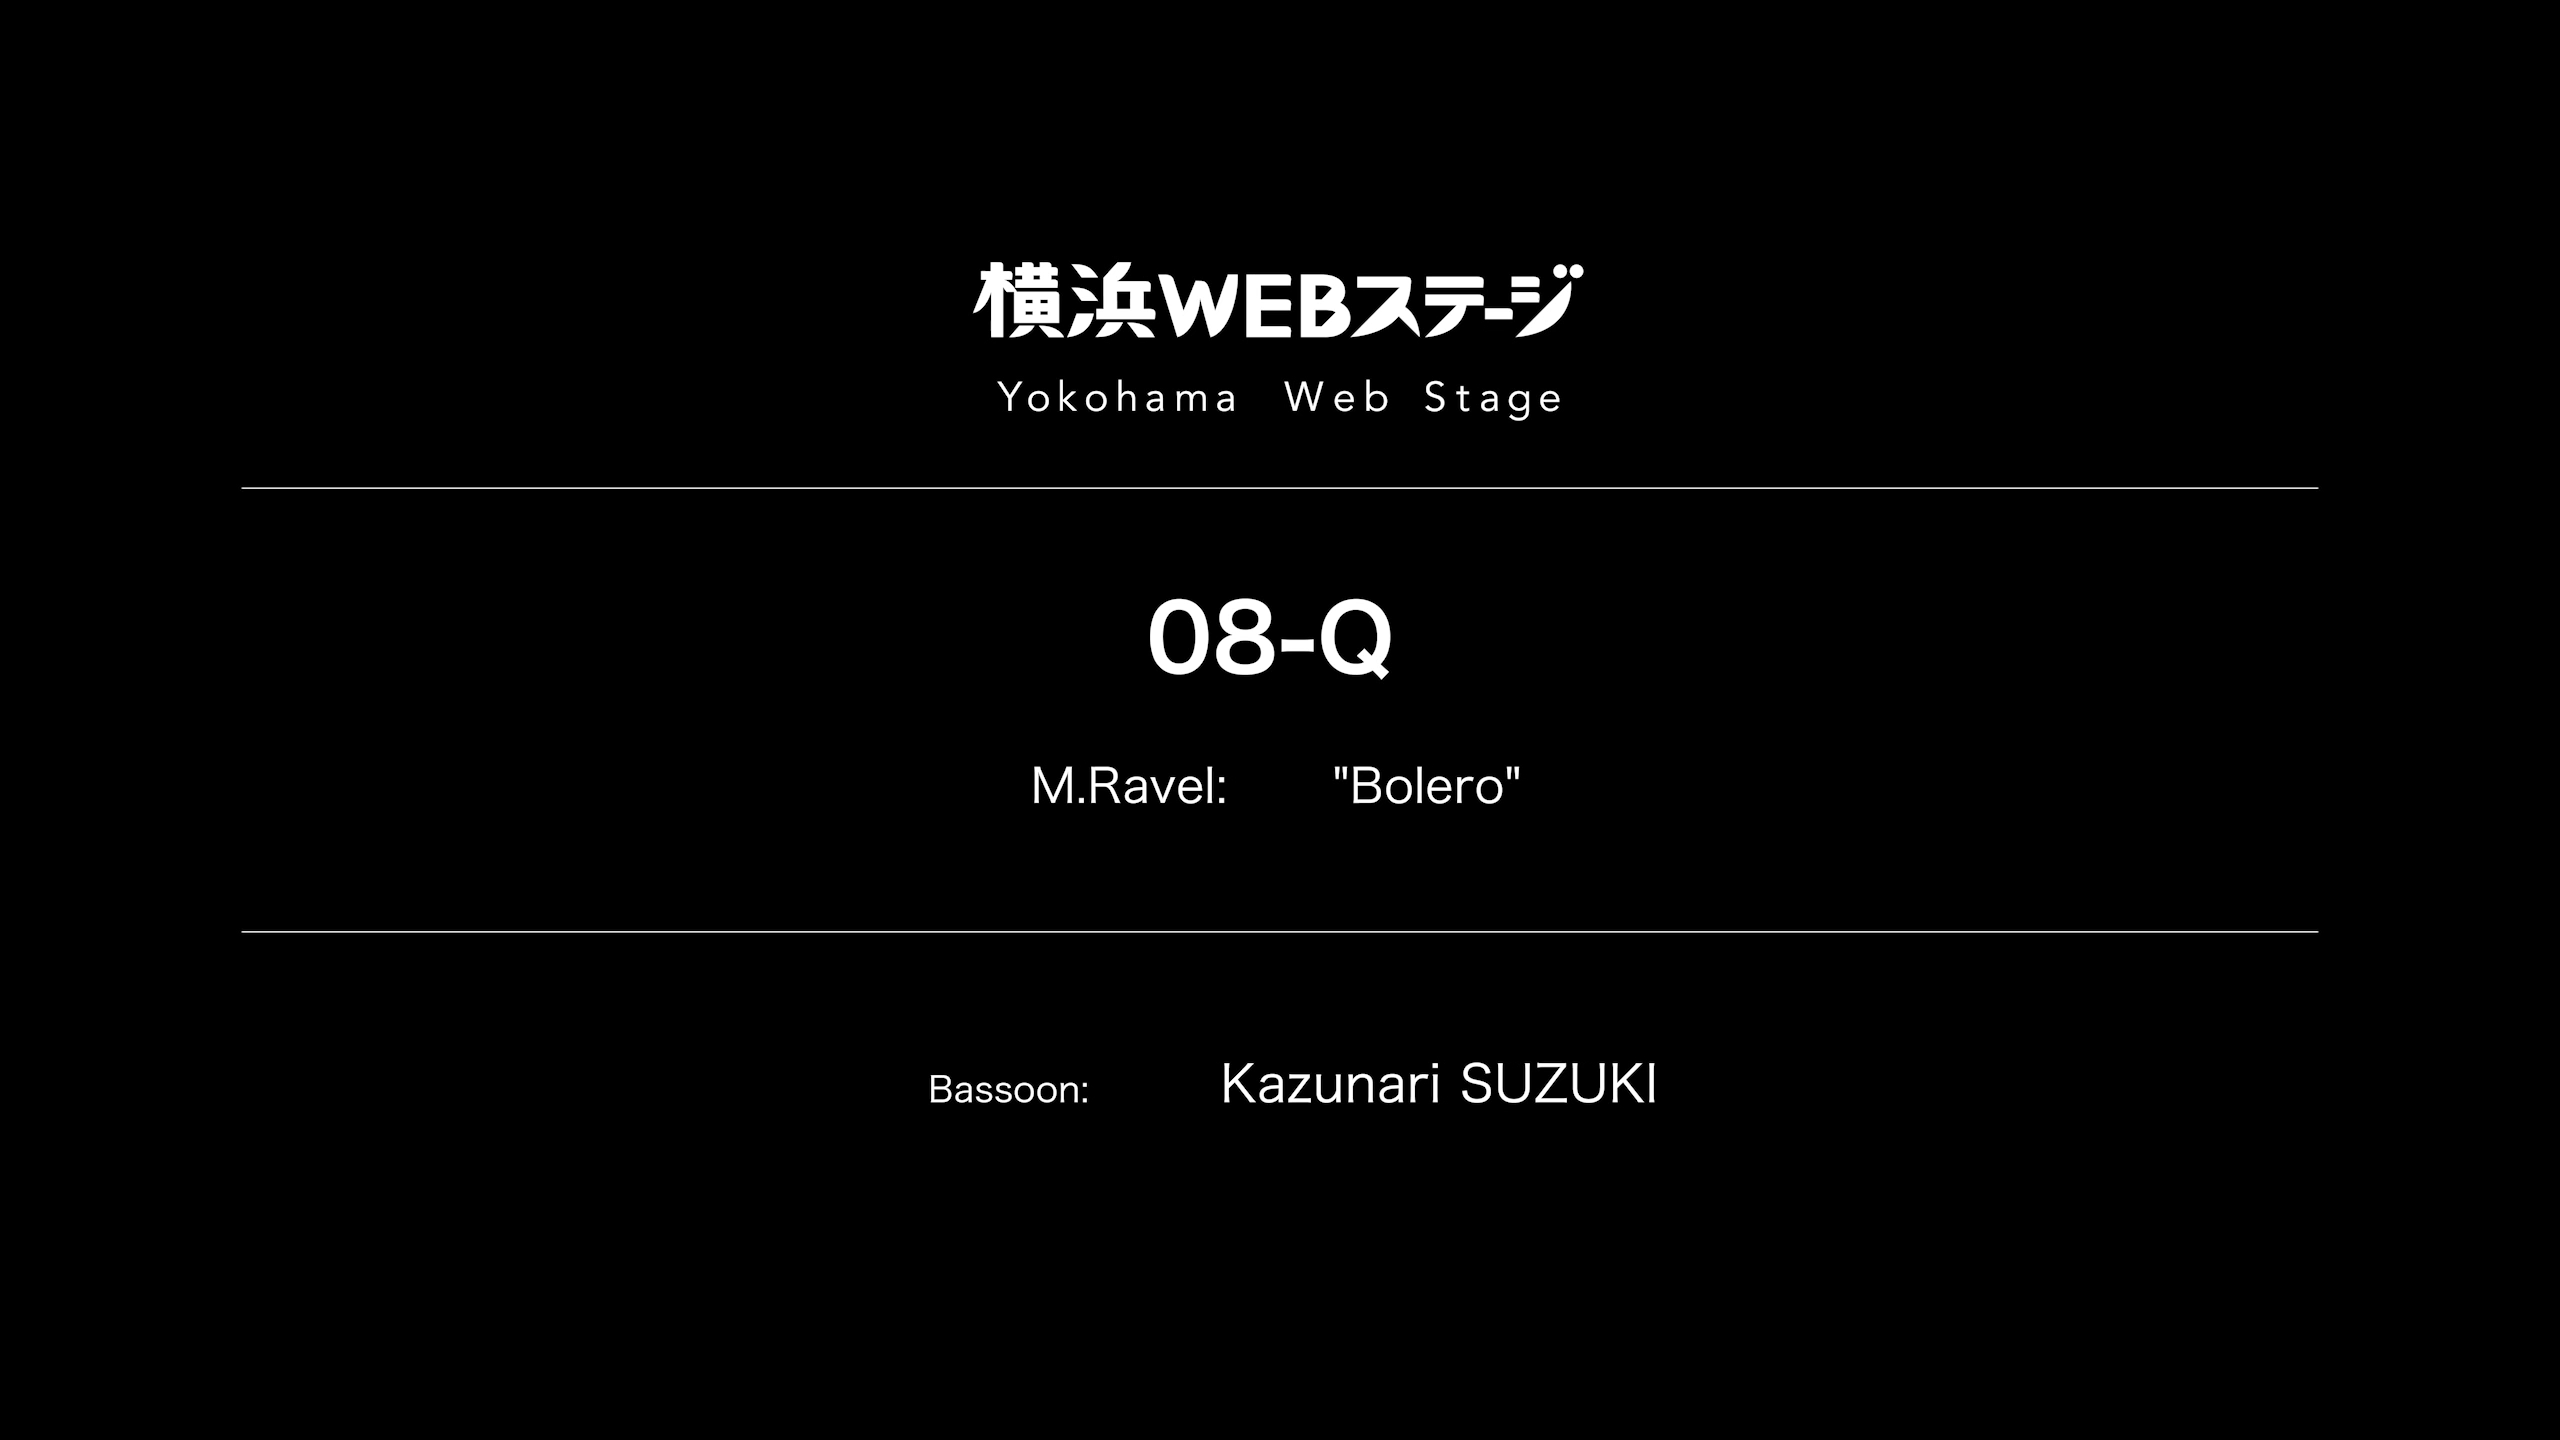 横浜WEBステージ
Yokohama Web Stage
08-Q
M.Ravel: "Bolero"
Bassoon: Kazunari SUZUKI